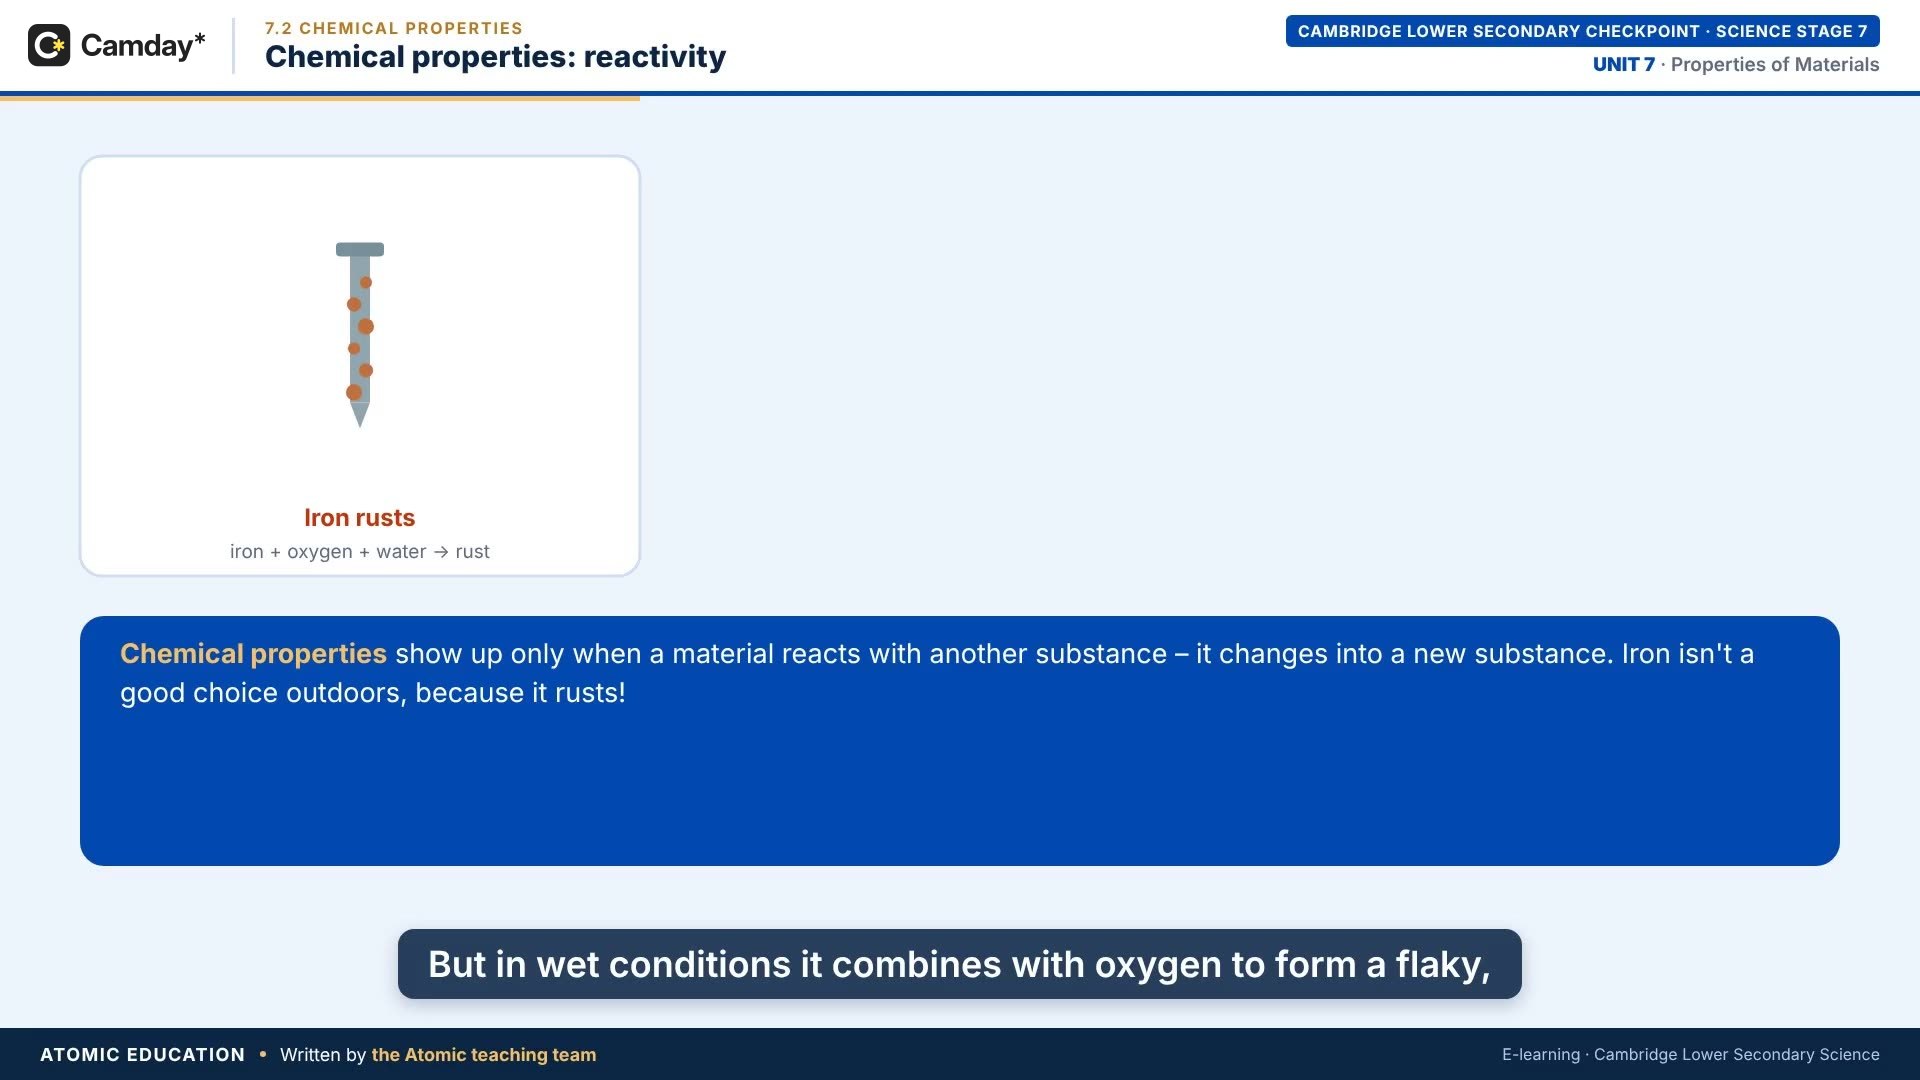 Camday*
7.2 CHEMICAL PROPERTIES
Chemical properties: reactivity
CAMBRIDGE LOWER SECONDARY CHECKPOINT · SCIENCE STAGE 7
UNIT 7 · Properties of Materials
Iron rusts
iron + oxygen + water → rust
Chemical properties show up only when a material reacts with another substance – it changes into a new substance. Iron isn't a
good choice outdoors, because it rusts!
But in wet conditions it combines with oxygen to form a flaky,
ATOMIC EDUCATION • Written by the Atomic teaching team
E-learning · Cambridge Lower Secondary Science